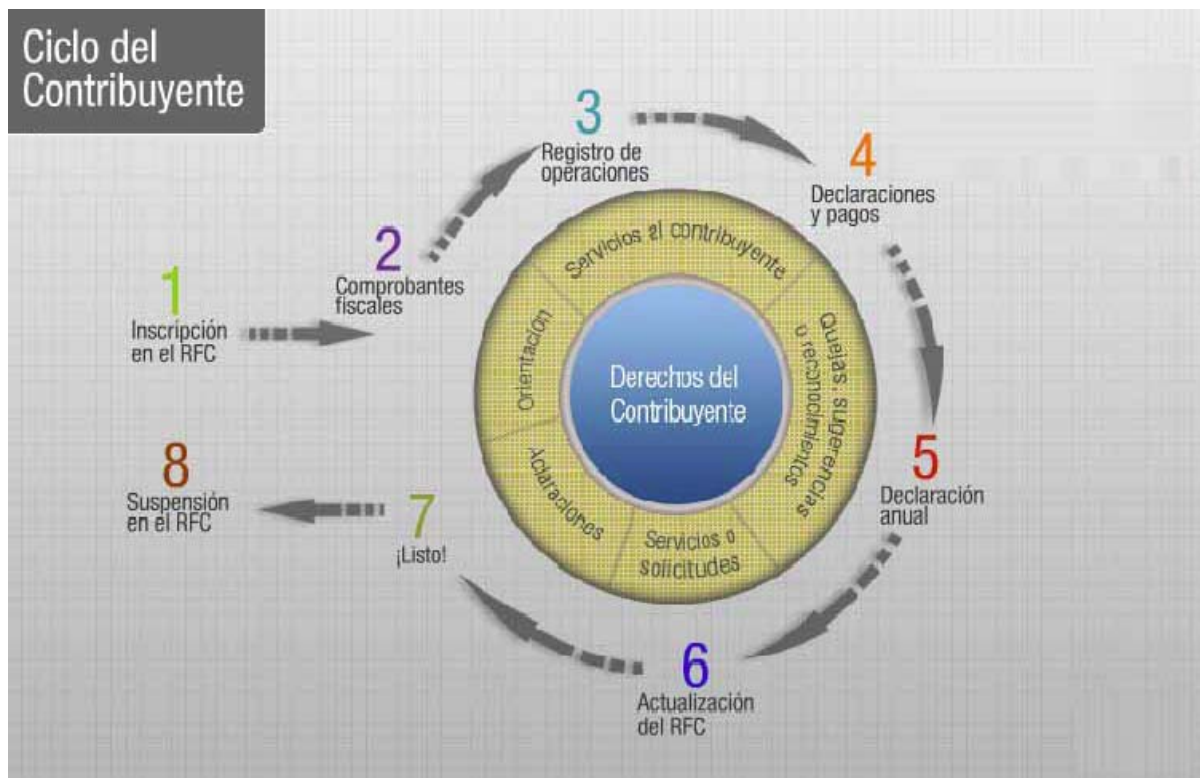 Ciclo del
Contribuyente
1
Inscripción
en el RFC
2
Comprobantes
fiscales
3
Registro de
operaciones
4
Declaraciones
y pagos
5
Declaración
anual
6
Actualización
del RFC
7
¡Listo!
8
Suspensión
en el RFC
Servicios al contribuyente
Quejas, sugerencias
o reconocimientos
Servicios o
solicitudes
Aclaraciones
Orientación
Derechos del
Contribuyente